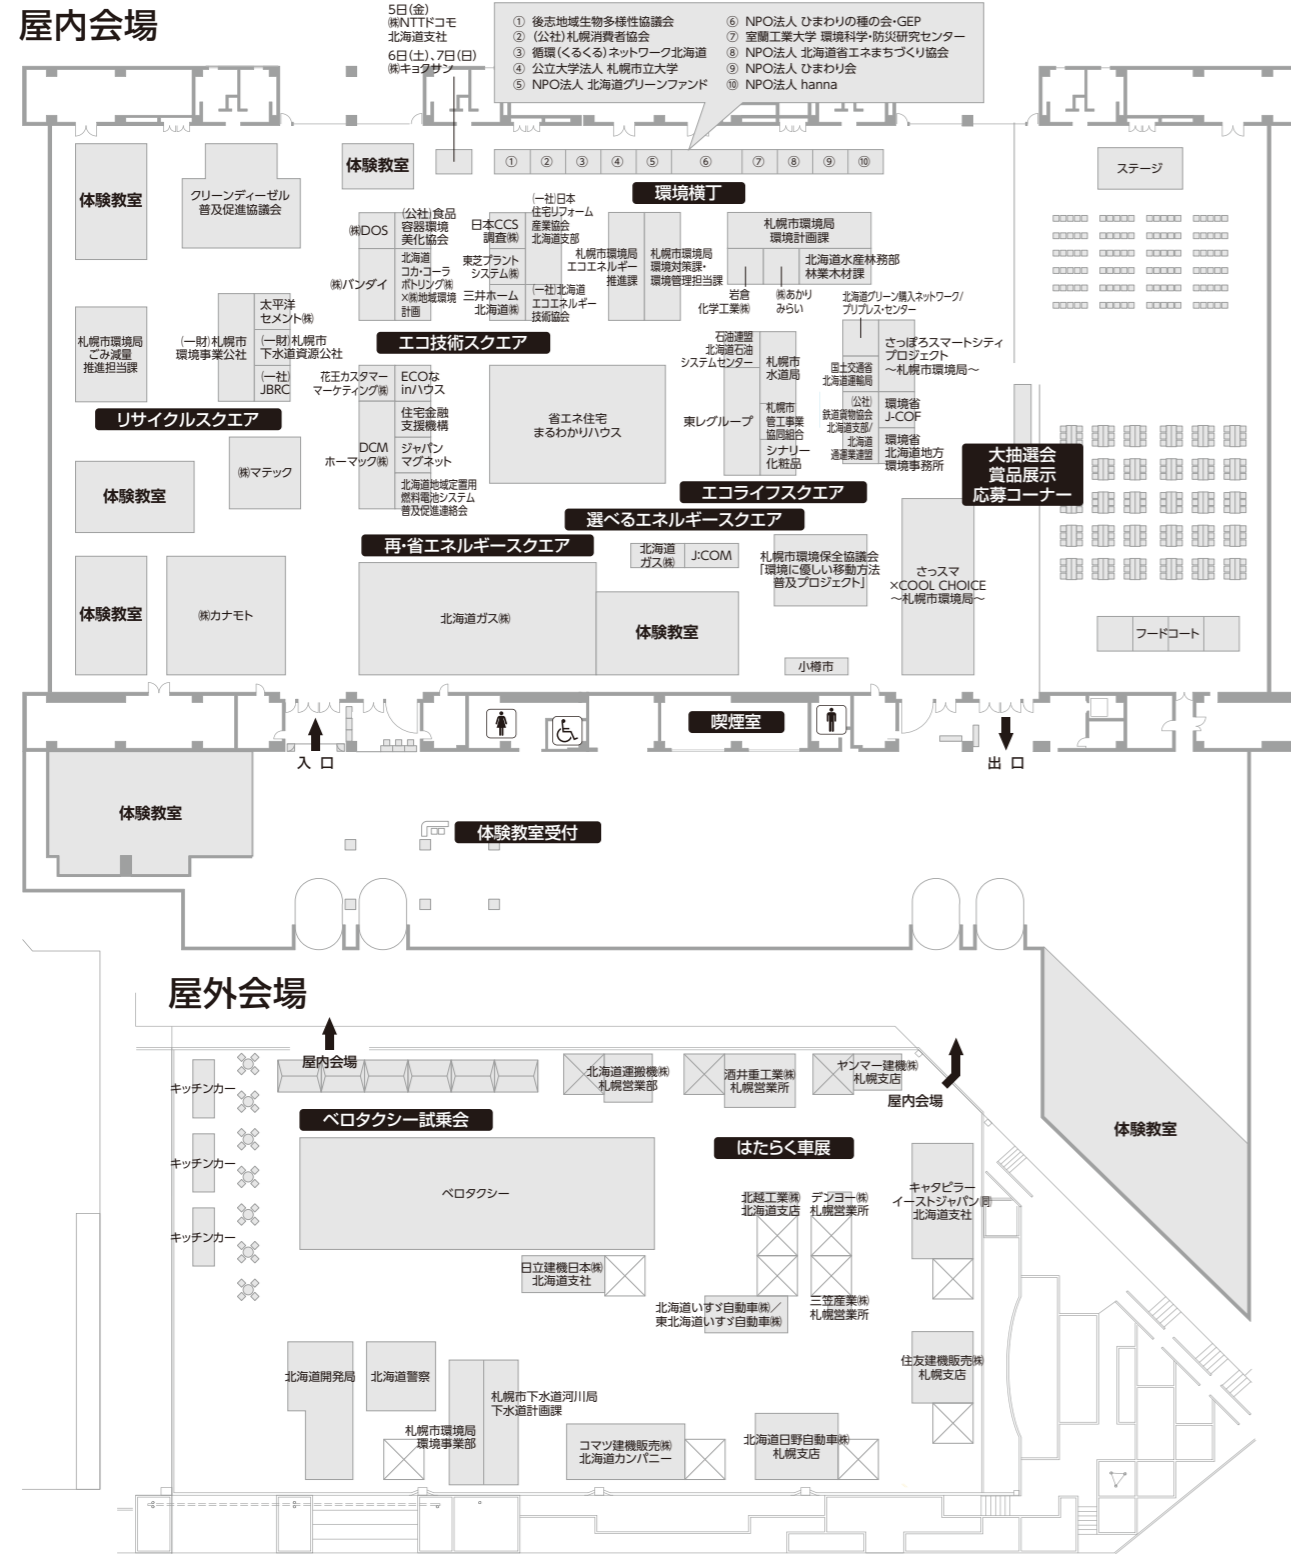 屋内会場
5日(金)
㈱NTTドコモ
北海道支社
6日(土)、7日(日)
㈱キョクサン
① 後志地域生物多様性協議会
② (公社)札幌消費者協会
③ 循環(くるくる)ネットワーク北海道
④ 公立大学法人 札幌市立大学
⑤ NPO法人 北海道グリーンファンド
⑥ NPO法人 ひまわりの種の会・GEP
⑦ 室蘭工業大学 環境科学・防災研究センター
⑧ NPO法人 北海道省エネまちづくり協会
⑨ NPO法人 ひまわり会
⑩ NPO法人 hanna
体験教室
クリーンディーゼル
普及促進協議会
体験教室
① ② ③ ④ ⑤ ⑥ ⑦ ⑧ ⑨ ⑩
環境横丁
ステージ
㈱DOS
(公社)食品
容器環境
美化協会
㈱バンダイ
北海道
コカ・コーラ
ボトリング㈱
×㈱地域環境
計画
日本CCS
調査㈱
(一社)日本
住宅リフォーム
産業協会
北海道支部
東芝プラント
システム㈱
三井ホーム
北海道㈱
(一社)北海道
エコエネルギー
技術協会
札幌市環境局
エコエネルギー
推進課
札幌市環境局
環境対策課・
環境管理担当課
札幌市環境局
環境計画課
北海道水産林務部
林業木材課
岩倉
化学工業㈱
㈱あかり
みらい
エコ技術スクエア
札幌市環境局
ごみ減量
推進担当課
(一財)札幌市
環境事業公社
太平洋
セメント㈱
(一財)札幌市
下水道資源公社
(一社)
JBRC
リサイクルスクエア
北海道グリーン購入ネットワーク/
プリプレス・センター
さっぽろスマートシティ
プロジェクト
～札幌市環境局～
国土交通省
北海道運輸局
(公社)
鉄道貨物協会
北海道支部/
北海道
通運業連盟
環境省
J-COF
環境省
北海道地方
環境事務所
石油連盟
北海道石油
システムセンター
札幌市
水道局
東レグループ
札幌市
管工事業
協同組合
シナリー
化粧品
エコライフスクエア
花王カスタマー
マーケティング㈱
ECOな
inハウス
住宅金融
支援機構
DCM
ホーマック㈱
ジャパン
マグネット
北海道地域定置用
燃料電池システム
普及促進連絡会
省エネ住宅
まるわかりハウス
大抽選会
賞品展示
応募コーナー
体験教室
㈱マテック
選べるエネルギースクエア
再・省エネルギースクエア
北海道
ガス㈱
J:COM
札幌市環境保全協議会
「環境に優しい移動方法
普及プロジェクト」
さっスマ
×COOL CHOICE
～札幌市環境局～
体験教室
㈱カナモト
北海道ガス㈱
体験教室
小樽市
フードコート
喫煙室
入 口
出 口
体験教室
体験教室受付
屋外会場
屋内会場
キッチンカー
キッチンカー
キッチンカー
北海道運搬機㈱
札幌営業部
酒井重工業㈱
札幌営業所
ヤンマー建機㈱
札幌支店
屋内会場
体験教室
ベロタクシー試乗会
ベロタクシー
はたらく車展
北越工業㈱
北海道支店
デンヨー㈱
札幌営業所
キャタピラー
イーストジャパン㈲
北海道支社
日立建機日本㈱
北海道支社
北海道いすゞ自動車㈱／
東北海道いすゞ自動車㈱
三笠産業㈱
札幌営業所
住友建機販売㈱
札幌支店
北海道開発局
北海道警察
札幌市下水道河川局
下水道計画課
札幌市環境局
環境事業部
コマツ建機販売㈱
北海道カンパニー
北海道日野自動車㈱
札幌支店